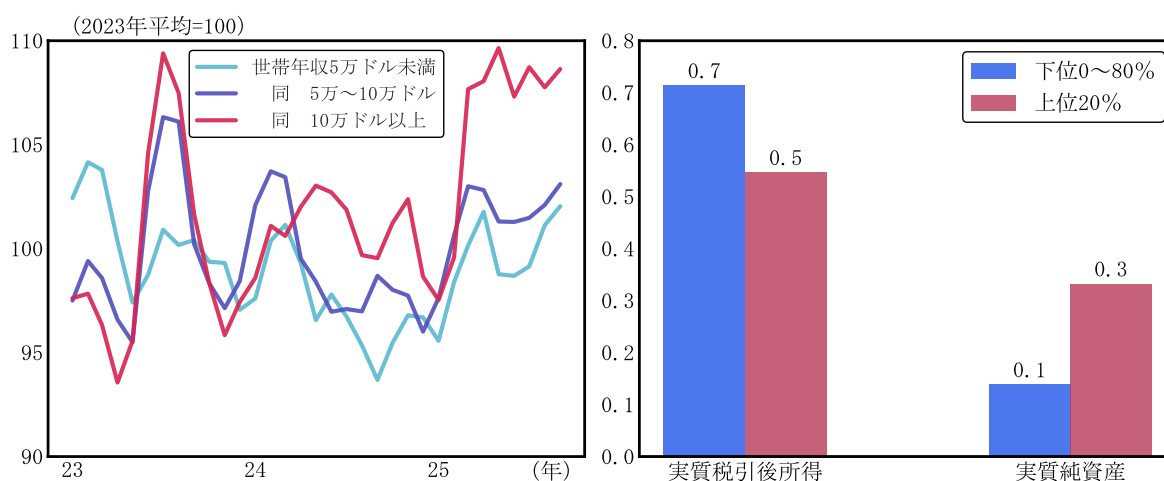 (2023年平均=100)
110
105
100
95
90
世帯年収5万ドル未満
同　5万～10万ドル
同　10万ドル以上
23
24
25
(年)
0.8
0.7
0.6
0.5
0.4
0.3
0.2
0.1
0.0
下位0～80%
上位20%
0.7
0.5
0.1
0.3
実質税引後所得
実質純資産